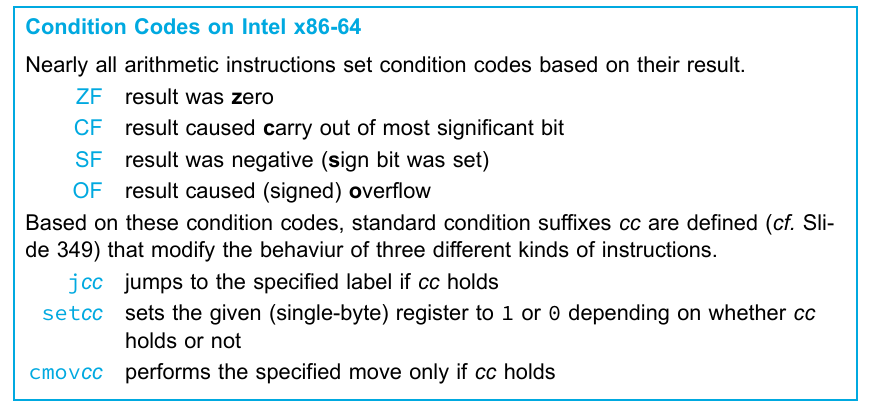 Condition Codes on Intel x86-64
Nearly all arithmetic instructions set condition codes based on their result.
ZF result was zero
CF result caused carry out of most significant bit
SF result was negative (sign bit was set)
OF result caused (signed) overflow
Based on these condition codes, standard condition suffixes cc are defined (cf. Sli-
de 349) that modify the behaviur of three different kinds of instructions.
jcc jumps to the specified label if cc holds
setcc sets the given (single-byte) register to 1 or 0 depending on whether cc
holds or not
cmovcc performs the specified move only if cc holds